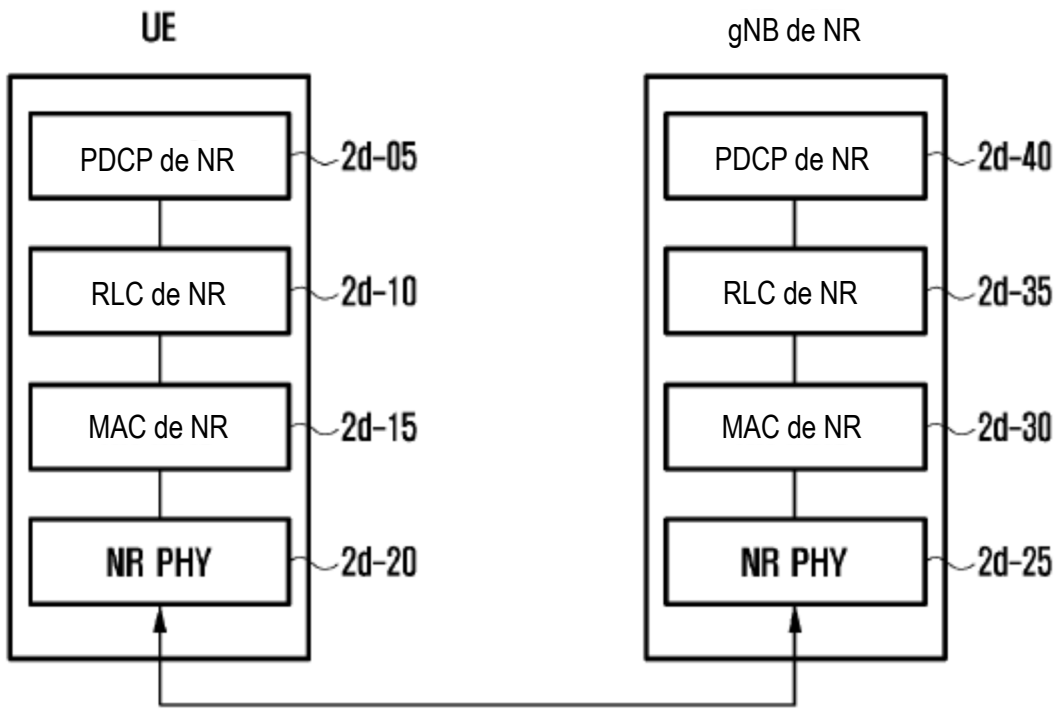 UE
gNB de NR
PDCP de NR
2d-05
PDCP de NR
2d-40
RLC de NR
2d-10
RLC de NR
2d-35
MAC de NR
2d-15
MAC de NR
2d-30
NR PHY
2d-20
NR PHY
2d-25